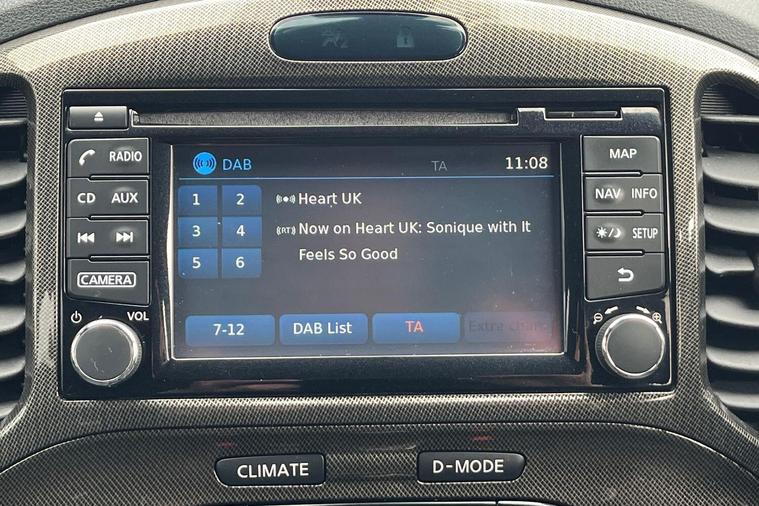 RADIO
DAB
TA
11:08
MAP
CD AUX
1 2
Heart UK
NAV INFO
3 4
(RT) Now on Heart UK: Sonique with It
Feels So Good
SETUP
5 6
CAMERA
VOL
7-12
DAB List
TA
CLIMATE
D-MODE